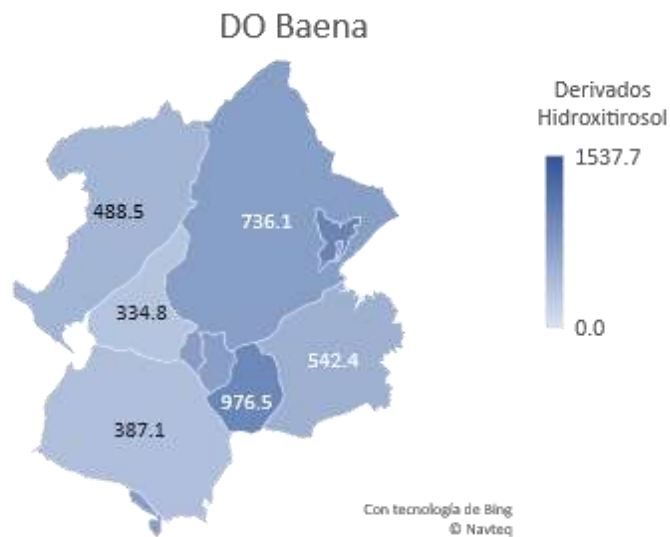 DO Baena
Derivados
Hidroxitirosol
1537.7
0.0
488.5
736.1
334.8
542.4
976.5
387.1
Con tecnología de Bing
© Navteq